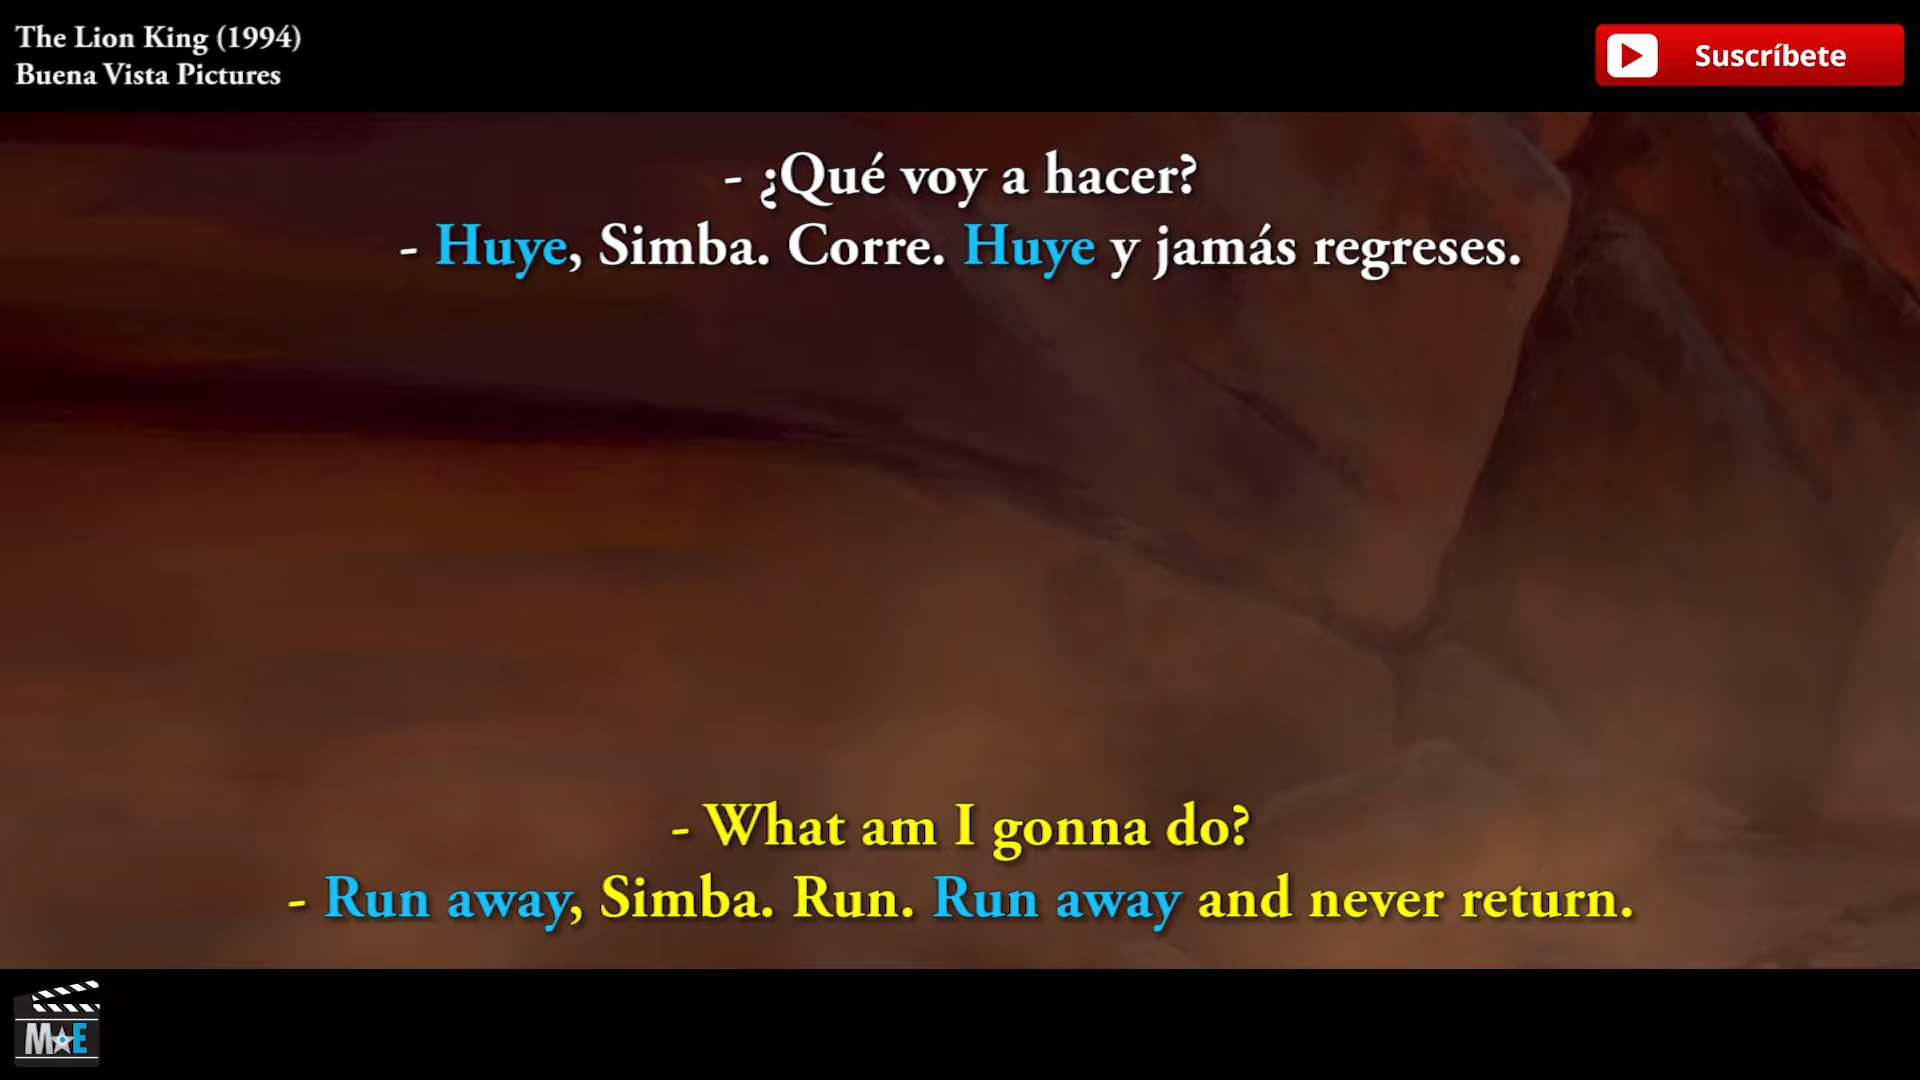 The Lion King (1994)
Buena Vista Pictures
Suscríbete
- ¿Qué voy a hacer?
- Huye, Simba. Corre. Huye y jamás regreses.
- What am I gonna do?
- Run away, Simba. Run. Run away and never return.
M★E